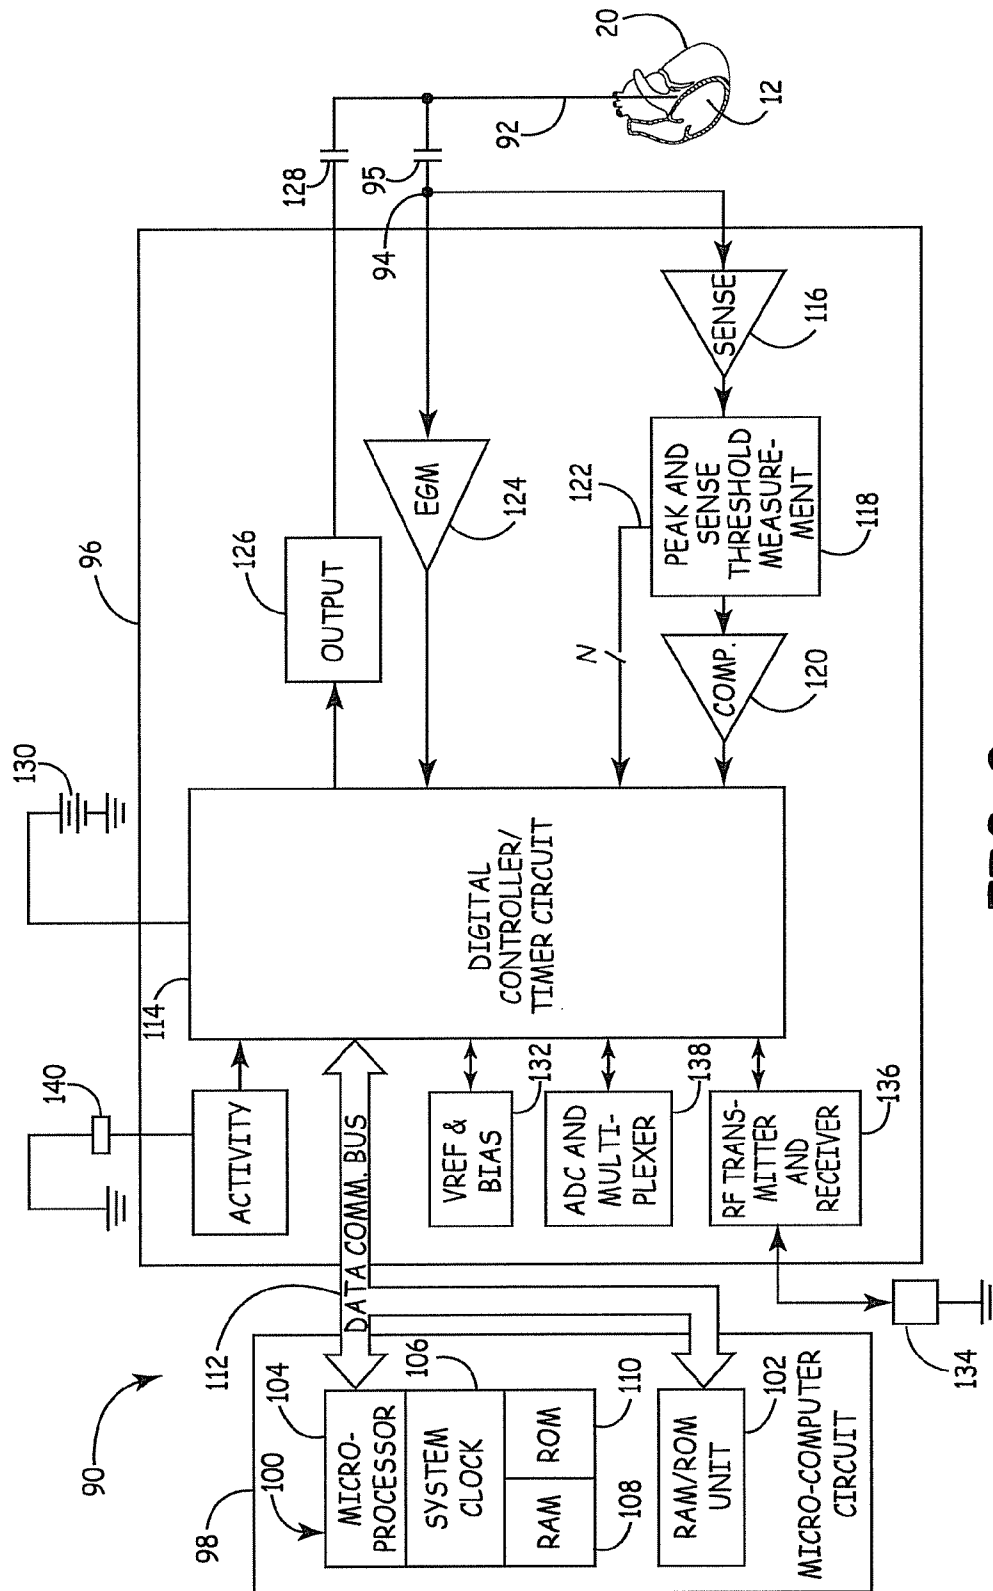 90
98
100
104
MICRO-
PROCESSOR
106
SYSTEM
CLOCK
RAM
ROM
108
110
RAM/ROM
UNIT
102
MICRO-COMPUTER
CIRCUIT
112
DATA COMM. BUS
140
ACTIVITY
VREF &
BIAS
132
ADC AND
MULTI-
PLEXER
138
RF TRANS-
MITTER
AND
RECEIVER
136
134
114
DIGITAL
CONTROLLER/
TIMER CIRCUIT
130
96
126
OUTPUT
EGM
124
N
122
COMP.
120
PEAK AND
SENSE
THRESHOLD
MEASURE-
MENT
118
SENSE
116
94
128
95
92
20
12